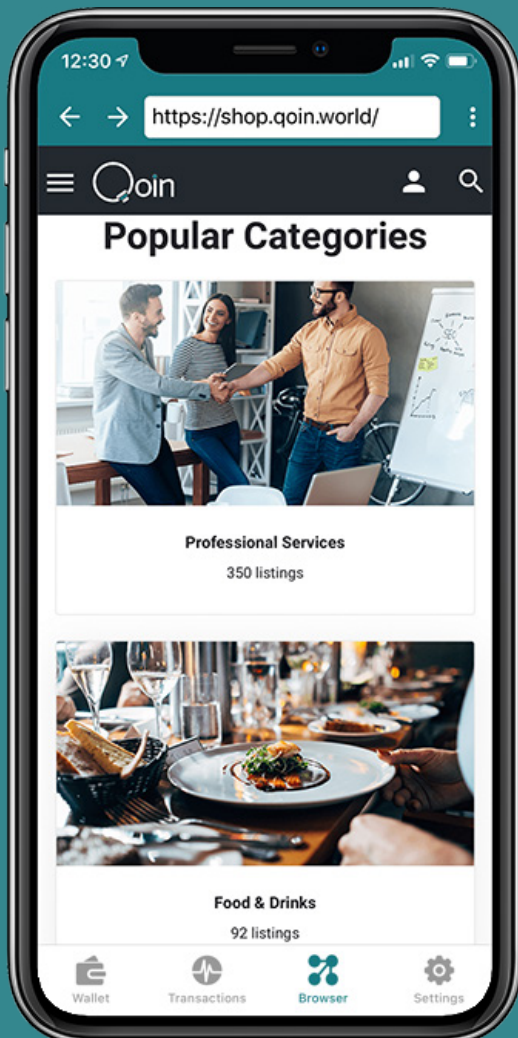 12:30
https://shop.qoin.world/
Qoin
Popular Categories
Professional Services
350 listings
Food & Drinks
92 listings
Wallet
Transactions
Browser
Settings